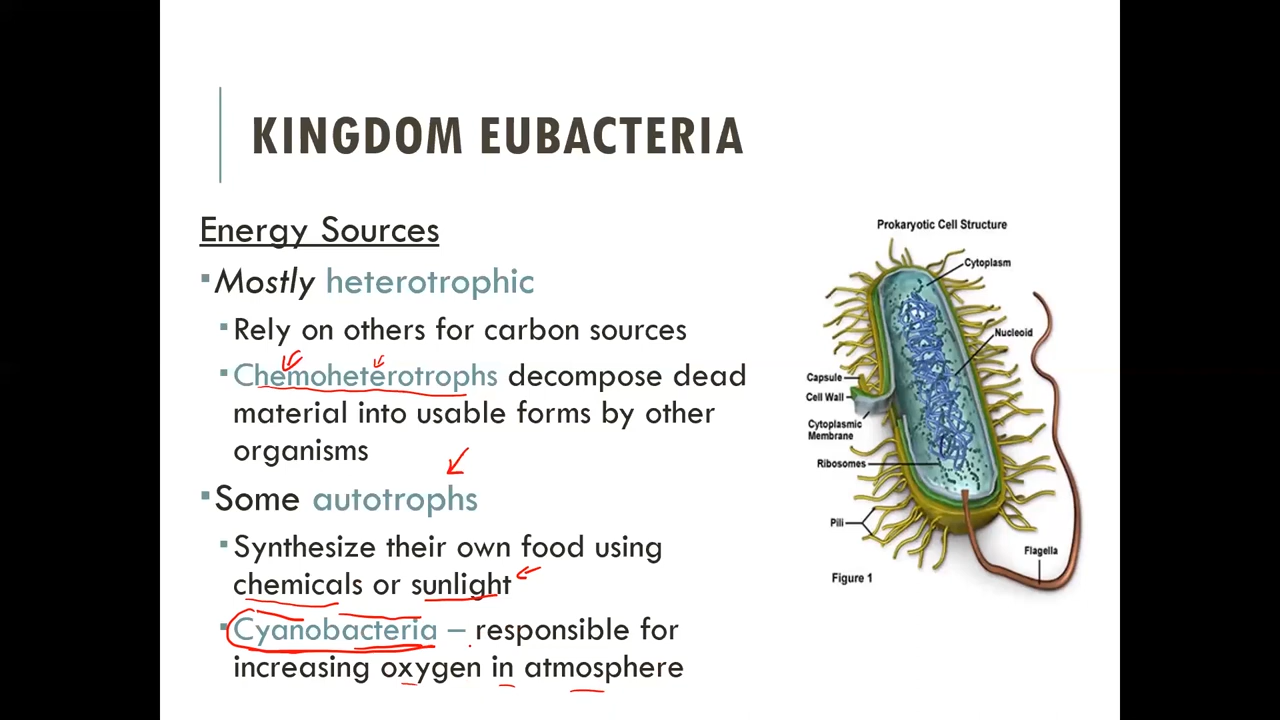 KINGDOM EUBACTERIA
Energy Sources
▪Mostly heterotrophic
▪Rely on others for carbon sources
▪Chemoheterotrophs decompose dead
material into usable forms by other
organisms
▪Some autotrophs
▪Synthesize their own food using
chemicals or sunlight
▪Cyanobacteria – responsible for
increasing oxygen in atmosphere
Prokaryotic Cell Structure
Cytoplasm
Nucleoid
Capsule
Cell Wall
Cytoplasmic
Membrane
Ribosomes
Pili
Flagella
Figure 1